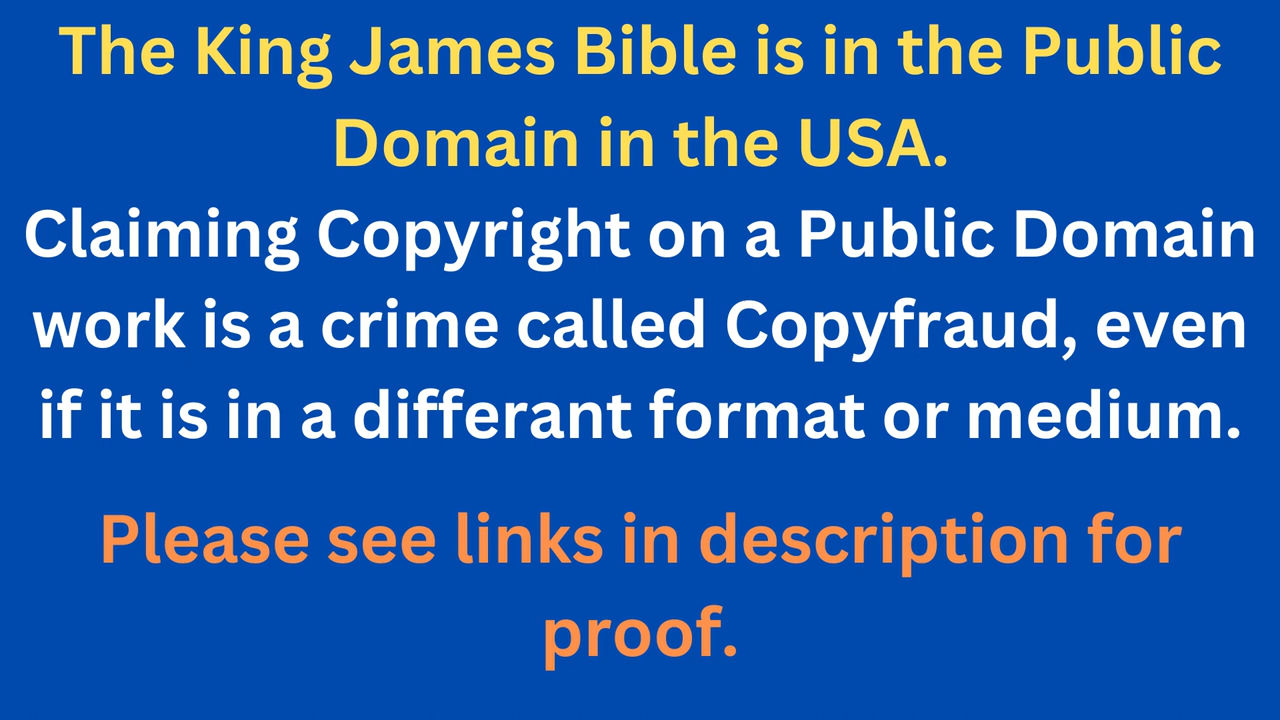 The King James Bible is in the Public
Domain in the USA.
Claiming Copyright on a Public Domain
work is a crime called Copyfraud, even
if it is in a differant format or medium.
Please see links in description for
proof.